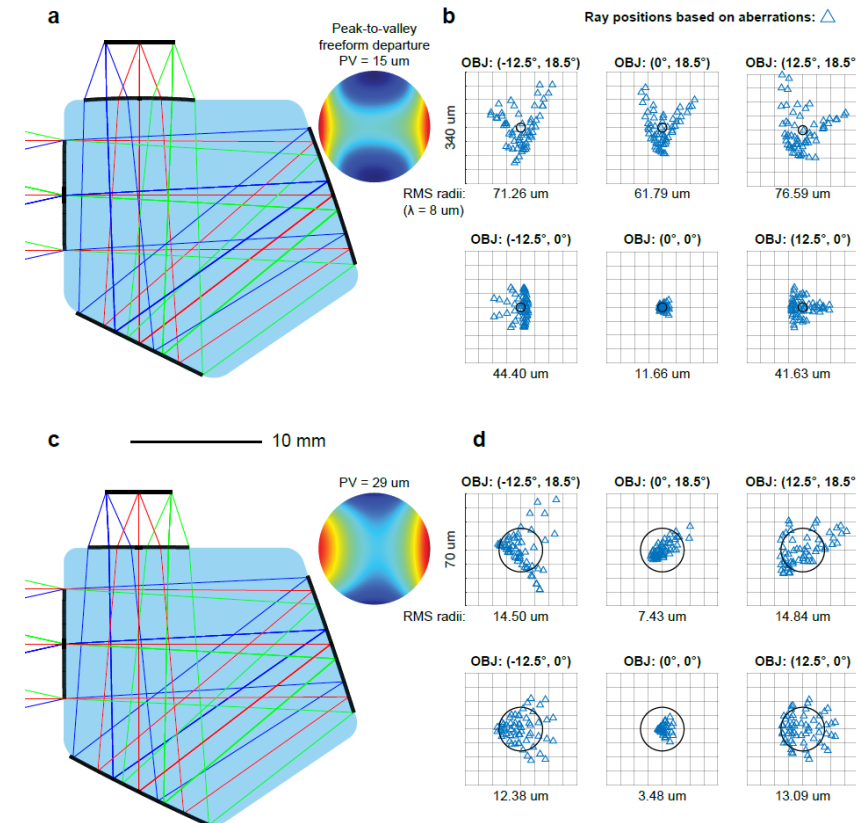 a
Peak-to-valley
freeform departure
PV = 15 um
b
Ray positions based on aberrations:
OBJ: (-12.5°, 18.5°)
OBJ: (0°, 18.5°)
OBJ: (12.5°, 18.5°)
340 um
RMS radii:
(λ = 8 um)
71.26 um
61.79 um
76.59 um
OBJ: (-12.5°, 0°)
OBJ: (0°, 0°)
OBJ: (12.5°, 0°)
44.40 um
11.66 um
41.63 um
c
10 mm
PV = 29 um
d
OBJ: (-12.5°, 18.5°)
OBJ: (0°, 18.5°)
OBJ: (12.5°, 18.5°)
70 um
RMS radii:
14.50 um
7.43 um
14.84 um
OBJ: (-12.5°, 0°)
OBJ: (0°, 0°)
OBJ: (12.5°, 0°)
12.38 um
3.48 um
13.09 um